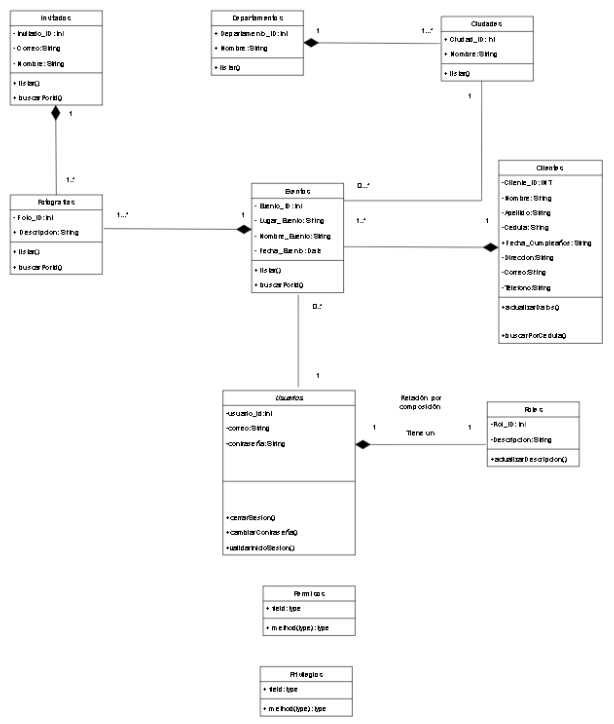 Invitados
- Invitado_ID: int
- Correo:String
- Nombre: String
+ listar()
+ buscarPorId()
1
1..*
Departamentos
+ Departamento_ID: int
+ Nombre: String
+ listar()
1
1...*
Ciudades
+ Ciudad_ID: int
+ Nombre: String
+ listar()
1
0...*
Fotografias
- Foto_ID: int
+ Descripcion: String
+ listar()
+ buscarPorId()
1...*
1
Eventos
- Evento_ID: int
- Lugar_Evento: String
- Nombre_Evento: String
- Fecha_Evento: Date
+ listar()
+ buscarPorId()
1...*
1
Clientes
-Cliente_ID: INT
-Nombre: String
-Apellido: String
-Cedula: String
+ Fecha_Cumpleaños: String
-Direccion:String
-Correo:String
-Telefono:String
+actualizarDatos()
+buscarPorCedula()
0..*
1
Usuarios
-usuario_id:int
-correo:String
-contraseña:String
+cerrarSesion()
+cambiarContraseña()
+validarInicioSesion()
Relación por
composición
1
Tiene un
1
Roles
-Rol_ID: int
-Descripcion:String
+actualizarDescripcion()
Permisos
+ field: type
+ method(type): type
Privilegios
+ field: type
+ method(type): type